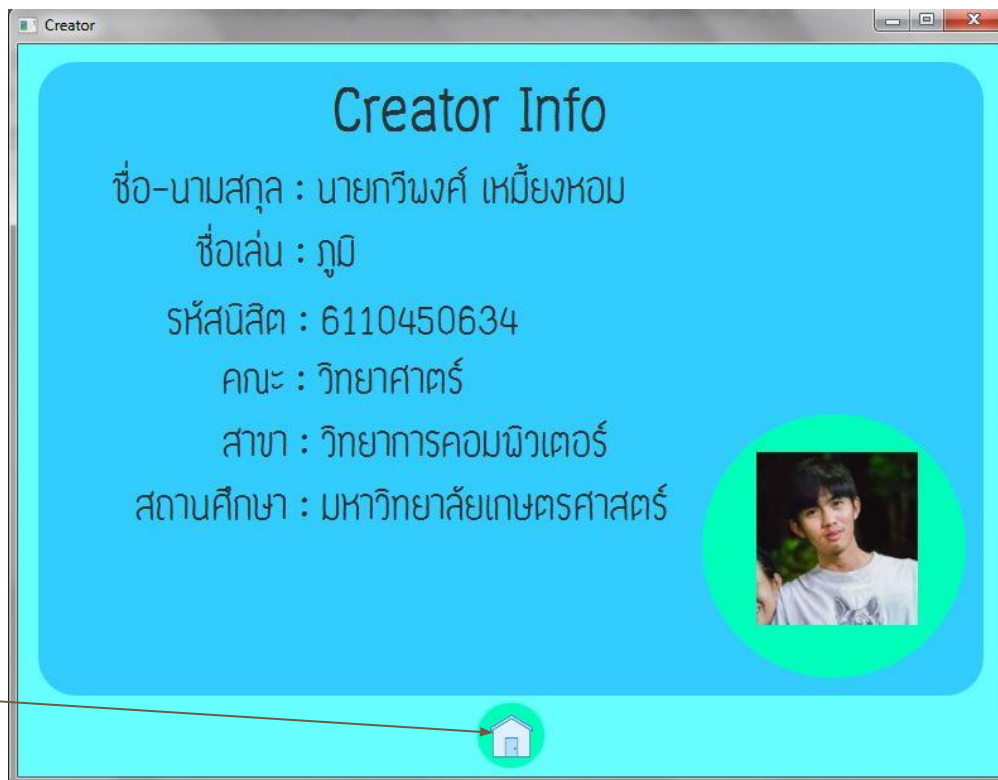 Creator
Creator Info
ชื่อ-นามสกุล : นายกวีพงศ์ เหมี้ยงหอม
ชื่อเล่น : ภูมิ
รหัสนิสิต : 6110450634
คณะ : วิทยาศาตร์
สาขา : วิทยาการคอมพิวเตอร์
สถานศึกษา : มหาวิทยาลัยเกษตรศาสตร์